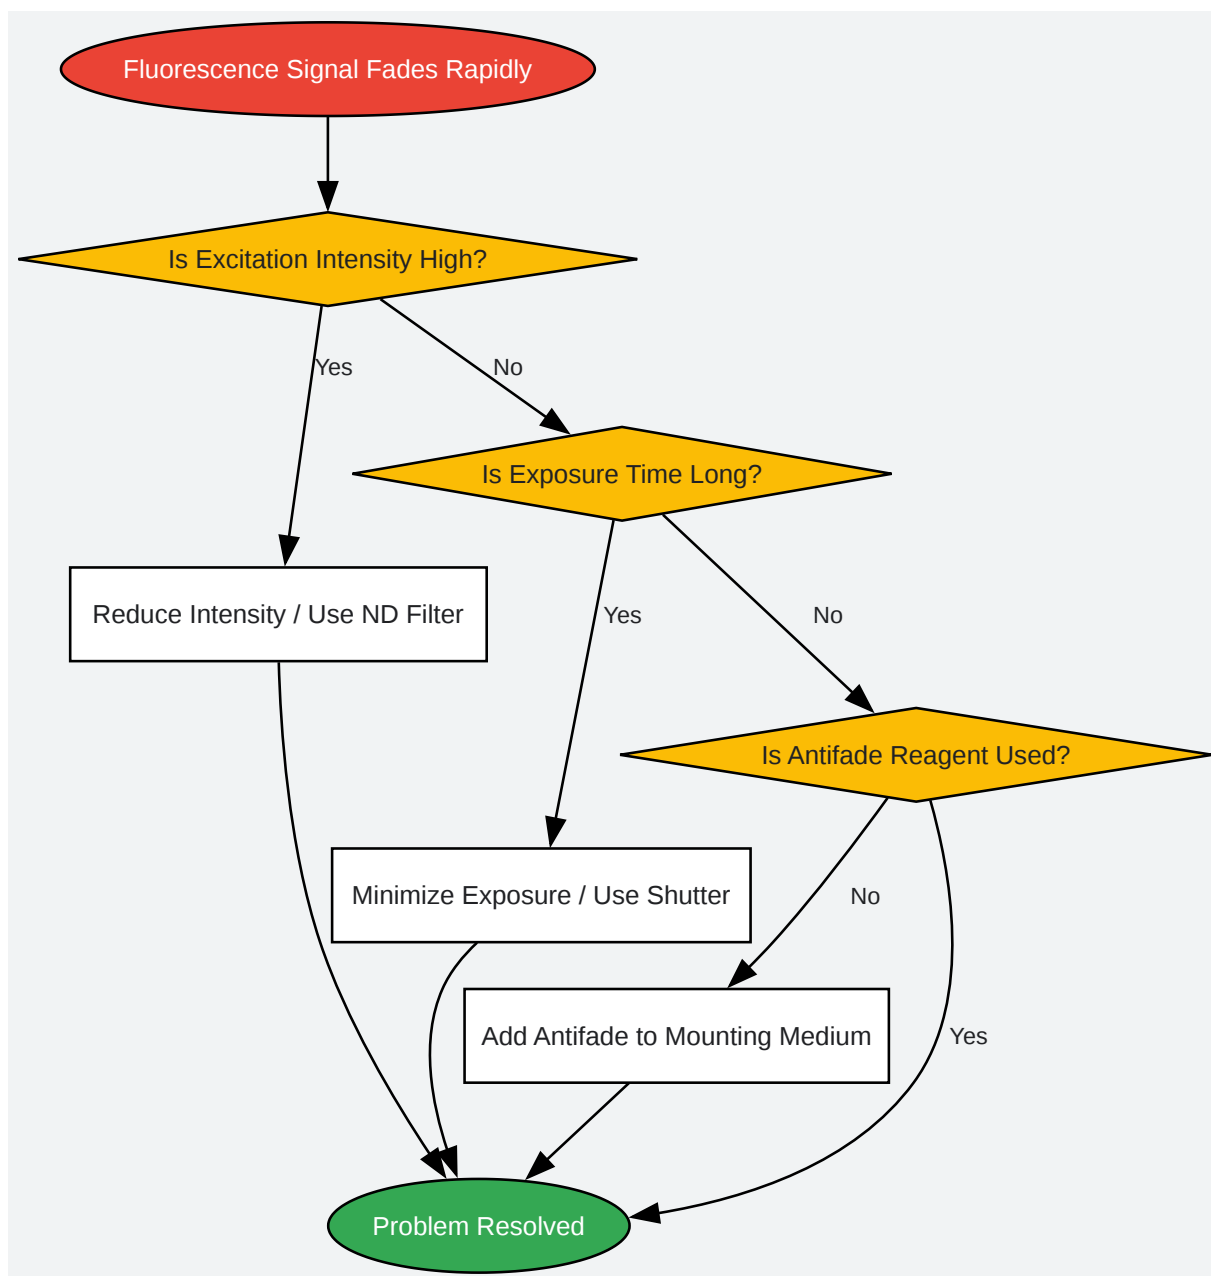 Fluorescence Signal Fades Rapidly
Is Excitation Intensity High?
Yes
No
Is Exposure Time Long?
Reduce Intensity / Use ND Filter
Yes
No
Is Antifade Reagent Used?
Minimize Exposure / Use Shutter
No
Add Antifade to Mounting Medium
Yes
Problem Resolved